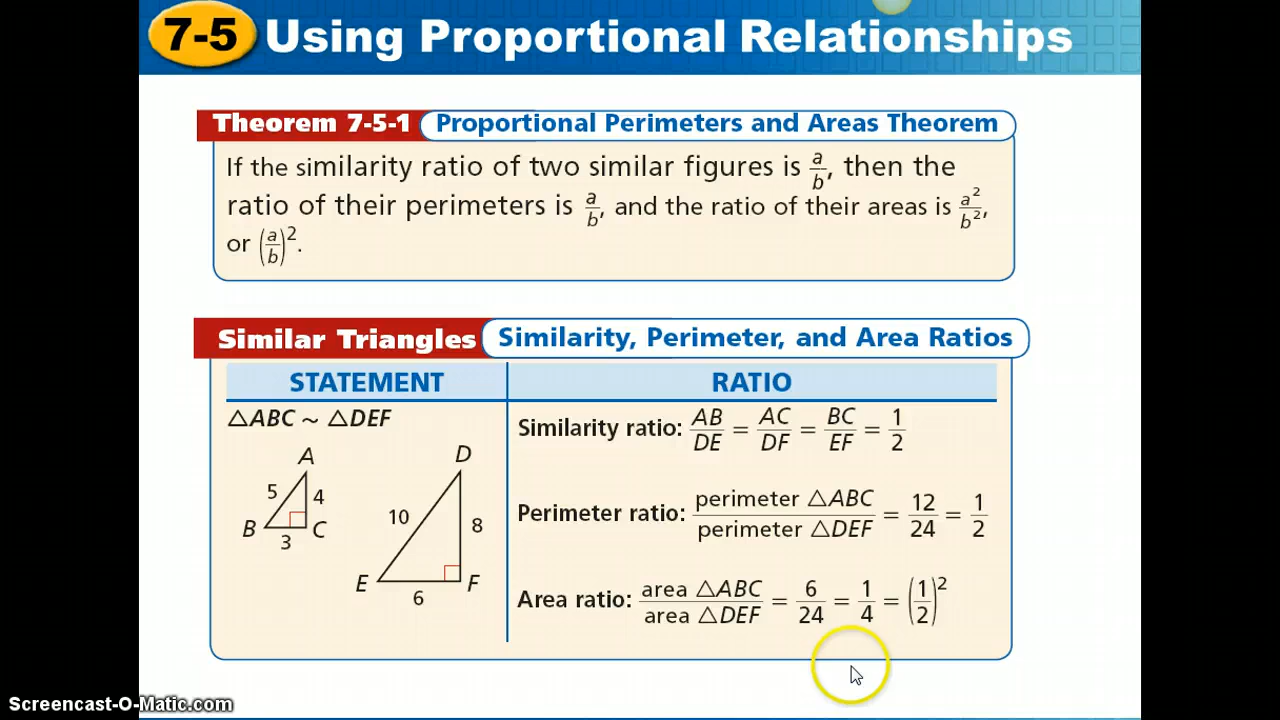 7-5 Using Proportional Relationships
Theorem 7-5-1 Proportional Perimeters and Areas Theorem
If the similarity ratio of two similar figures is a/b, then the
ratio of their perimeters is a/b, and the ratio of their areas is a²/b²,
or (a/b)².
Similar Triangles Similarity, Perimeter, and Area Ratios
STATEMENT RATIO
△ABC ~ △DEF
Similarity ratio: AB/DE = AC/DF = BC/EF = 1/2
A
5 4
B C
3
D
10 8
E F
6
Perimeter ratio: perimeter △ABC/perimeter △DEF = 12/24 = 1/2
Area ratio: area △ABC/area △DEF = 6/24 = 1/4 = (1/2)²
Screencast-O-Matic.com